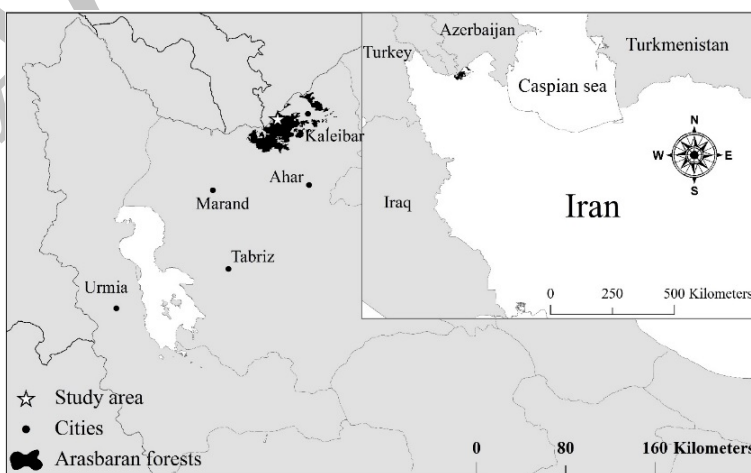 Azerbaijan
Turkey
Turkmenistan
Caspian sea
Kaleibar
Ahar
Marand
Iraq
Iran
N
W E
S
Tabriz
Urmia
0 250 500 Kilometers
Study area
Cities
Arasbaran forests
0 80 160 Kilometers